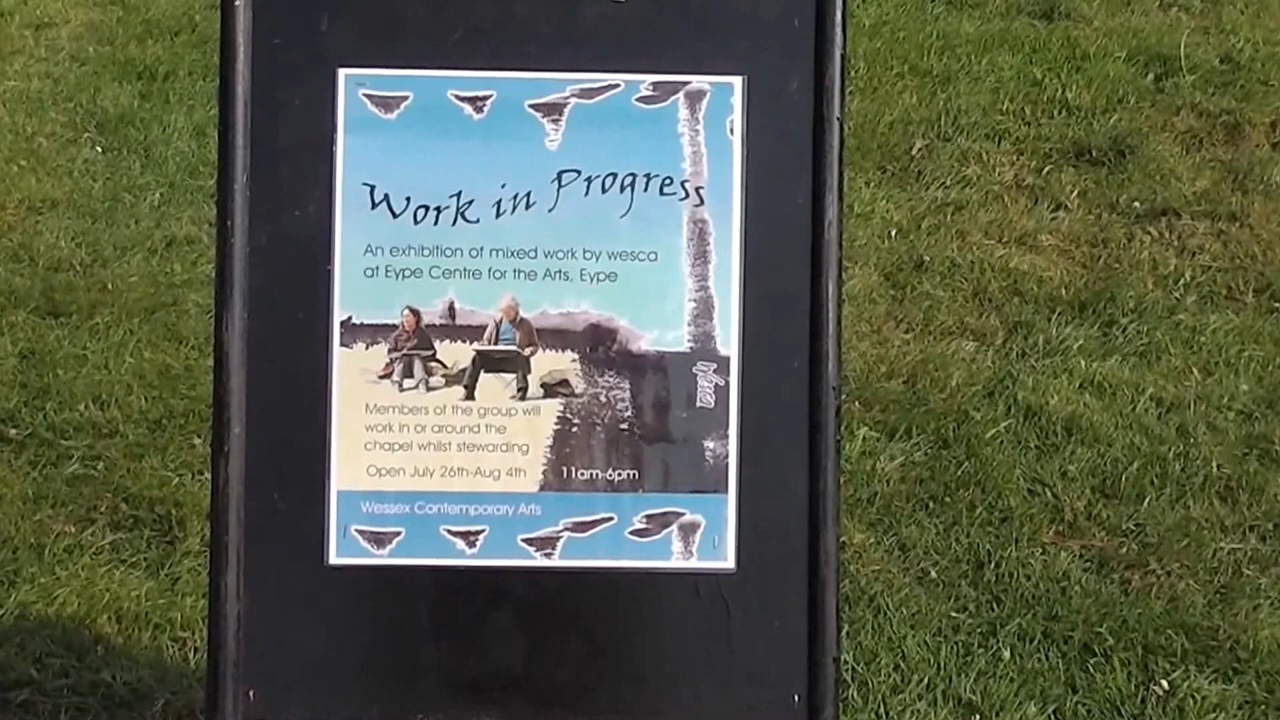 Work in Progress
An exhibition of mixed work by wesca
at Eype Centre for the Arts, Eype
wesca
Members of the group will
work in or around the
chapel whilst stewarding
Open July 26th-Aug 4th 11am-6pm
Wessex Contemporary Arts